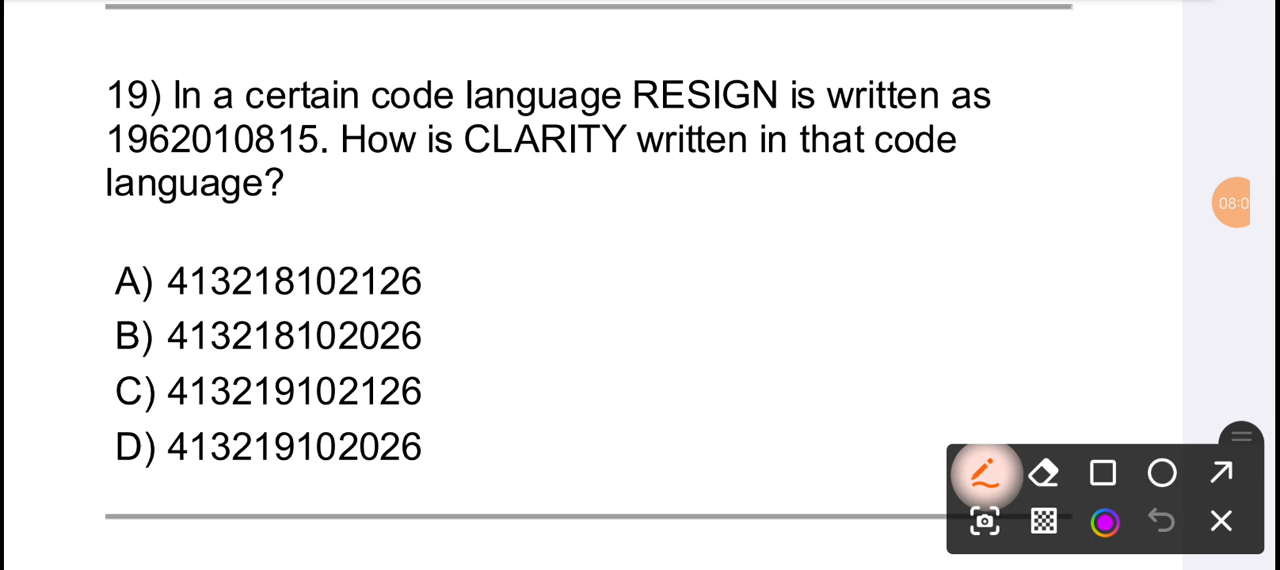 19) In a certain code language RESIGN is written as
1962010815. How is CLARITY written in that code
language?
A) 413218102126
B) 413218102026
C) 413219102126
D) 413219102026
08:0